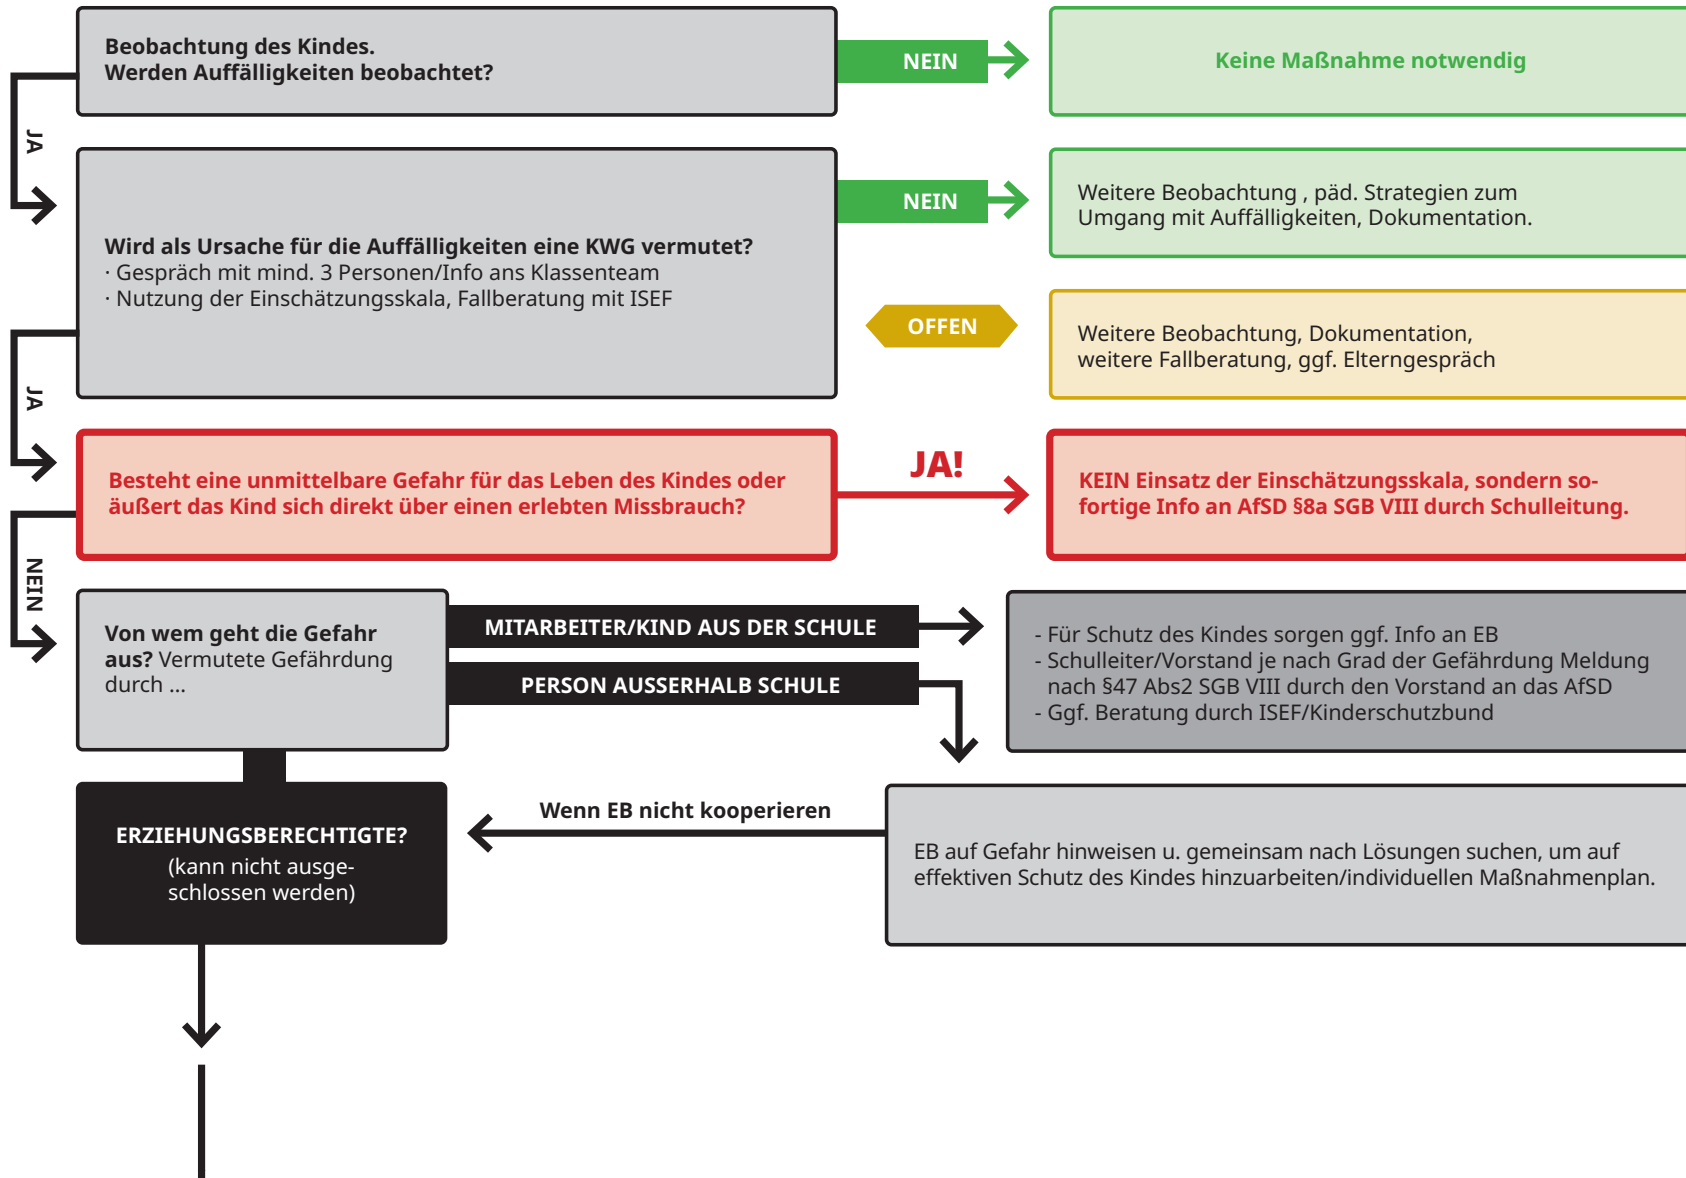 Beobachtung des Kindes.
Werden Auffälligkeiten beobachtet?
NEIN
Keine Maßnahme notwendig
JA
Wird als Ursache für die Auffälligkeiten eine KWG vermutet?
· Gespräch mit mind. 3 Personen/Info ans Klassenteam
· Nutzung der Einschätzungsskala, Fallberatung mit ISEF
NEIN
Weitere Beobachtung , päd. Strategien zum
Umgang mit Auffälligkeiten, Dokumentation.
OFFEN
Weitere Beobachtung, Dokumentation,
weitere Fallberatung, ggf. Elterngespräch
JA
Besteht eine unmittelbare Gefahr für das Leben des Kindes oder
äußert das Kind sich direkt über einen erlebten Missbrauch?
JA!
KEIN Einsatz der Einschätzungsskala, sondern so-
fortige Info an AfSD §8a SGB VIII durch Schulleitung.
NEIN
Von wem geht die Gefahr
aus? Vermutete Gefährdung
durch ...
MITARBEITER/KIND AUS DER SCHULE
- Für Schutz des Kindes sorgen ggf. Info an EB
- Schulleiter/Vorstand je nach Grad der Gefährdung Meldung
nach §47 Abs2 SGB VIII durch den Vorstand an das AfSD
- Ggf. Beratung durch ISEF/Kinderschutzbund
PERSON AUSSERHALB SCHULE
ERZIEHUNGSBERECHTIGTE?
(kann nicht ausge-
schlossen werden)
Wenn EB nicht kooperieren
EB auf Gefahr hinweisen u. gemeinsam nach Lösungen suchen, um auf
effektiven Schutz des Kindes hinzuarbeiten/individuellen Maßnahmenplan.